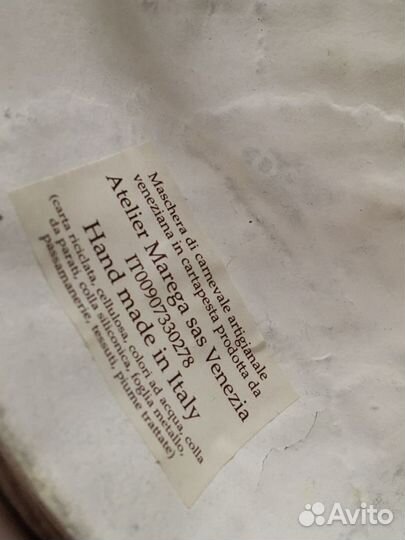 Maschera di carnevale artigianale
veneziana in cartapesta prodotta da
Atelier Marega sas Venezia
IT00907330278
Hand made in Italy
(carta riciclata, cellulosa, colori ad acqua, colla
da parati, colla siliconica, foglia metallo,
passamanerie, tessuti, piume trattate)
Avito